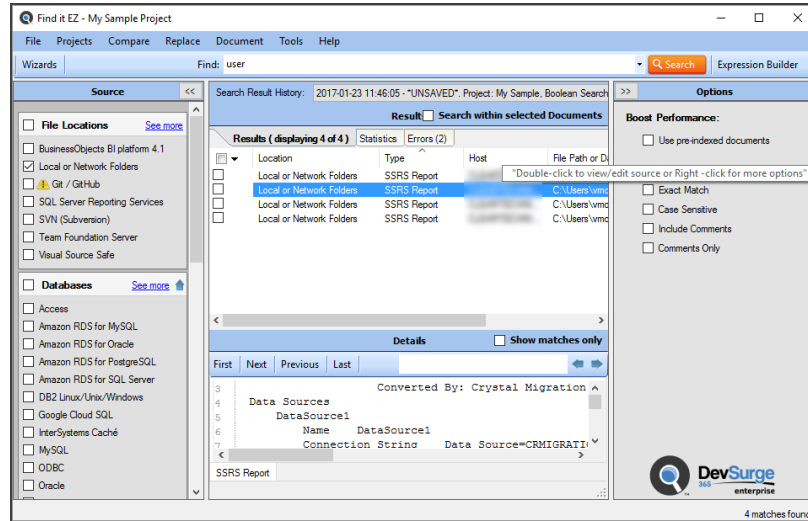 Find it EZ - My Sample Project
File Projects Compare Replace Document Tools Help
Wizards Find: user Search Expression Builder
Source <<
File Locations See more
BusinessObjects BI platform 4.1
Local or Network Folders
Git / GitHub
SQL Server Reporting Services
SVN (Subversion)
Team Foundation Server
Visual Source Safe
Databases See more
Access
Amazon RDS for MySQL
Amazon RDS for Oracle
Amazon RDS for PostgreSQL
Amazon RDS for SQL Server
DB2 Linux/Unix/Windows
Google Cloud SQL
InterSystems Caché
MySQL
ODBC
Oracle
Search Result History: 2017-01-23 11:46:05 - *UNSAVED*. Project: My Sample, Boolean Search
Result Search within selected Documents
Results ( displaying 4 of 4 ) Statistics Errors (2)
Location Type Host File Path or D
Local or Network Folders SSRS Report
Local or Network Folders SSRS Report C:\Users\vmc
Local or Network Folders SSRS Report C:\Users\vmc
"Double-click to view/edit source or Right -click for more options"
Details Show matches only
First Next Previous Last
3 Converted By: Crystal Migration
4 Data Sources
5 DataSource1
6 Name DataSource1
7 Connection String Data Source=CRMIGRATI
SSRS Report
>> Options
Boost Performance:
Use pre-indexed documents
Exact Match
Case Sensitive
Include Comments
Comments Only
DevSurge
365 enterprise
4 matches found